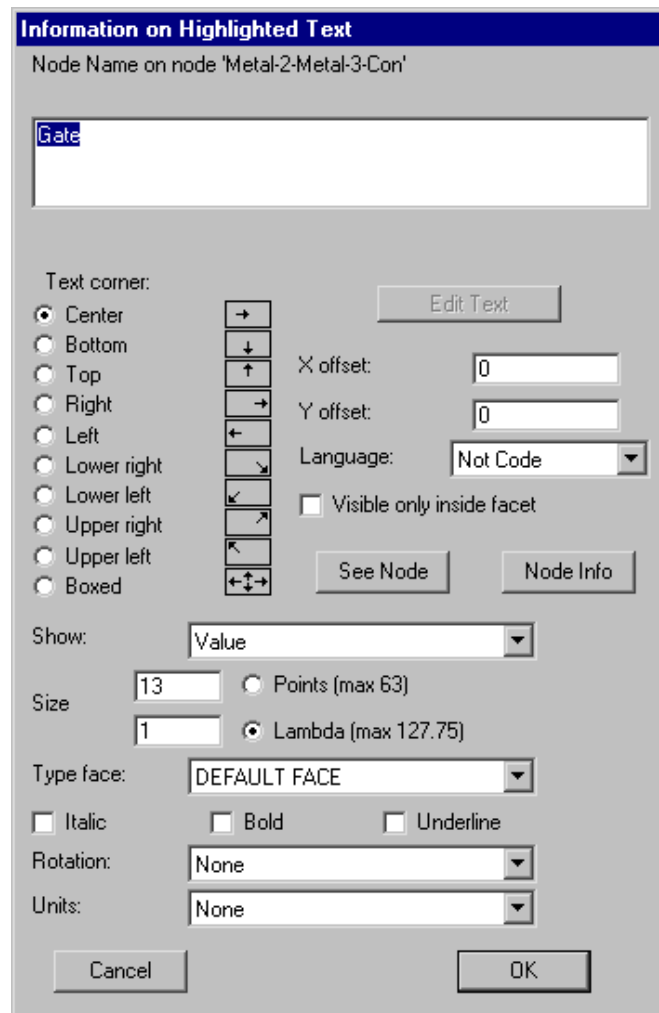 Information on Highlighted Text
Node Name on node 'Metal-2-Metal-3-Con'
Gate
Text corner:
Center
Bottom
Top
Right
Left
Lower right
Lower left
Upper right
Upper left
Boxed
Edit Text
X offset: 0
Y offset: 0
Language: Not Code
Visible only inside facet
See Node Node Info
Show: Value
Size
13 Points (max 63)
1 Lambda (max 127.75)
Type face: DEFAULT FACE
Italic Bold Underline
Rotation: None
Units: None
Cancel OK